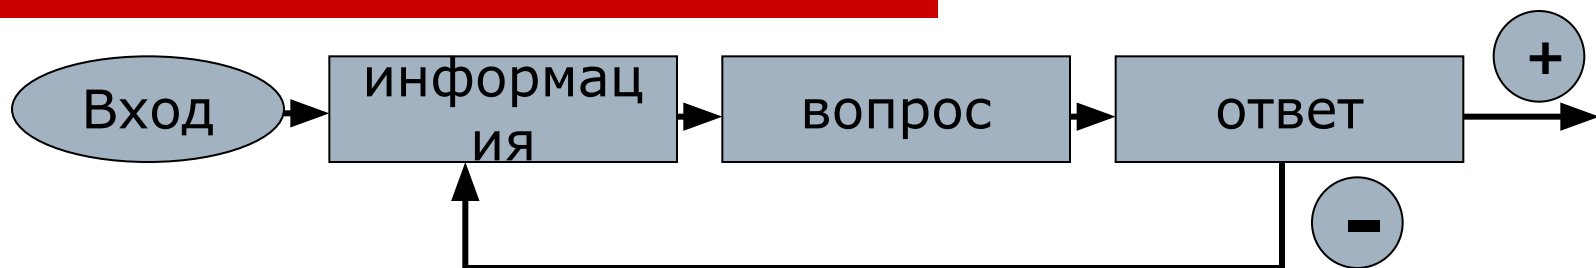 Вход
информац
ия
вопрос
ответ
+
-